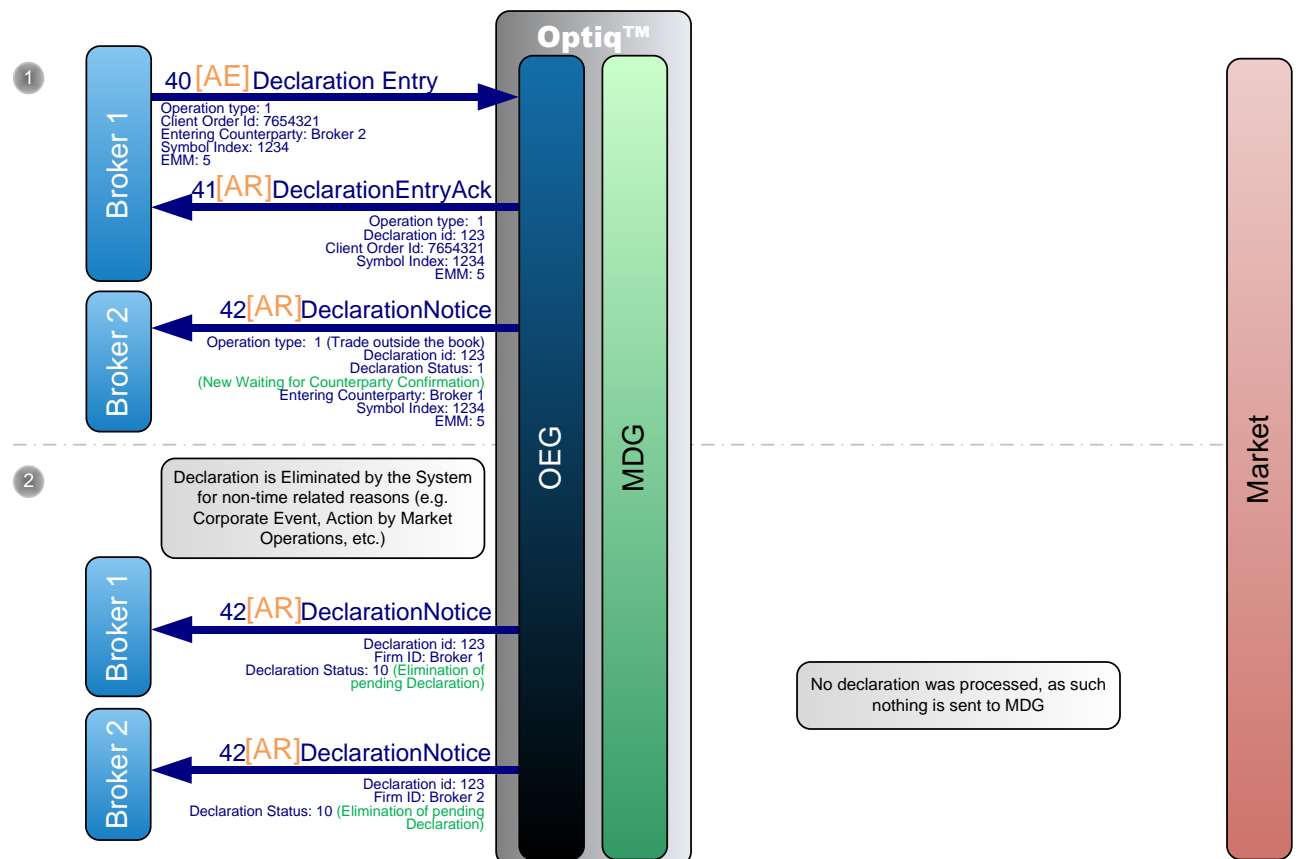 Optiq™
1
40 [AE] Declaration Entry
Operation type: 1
Client Order Id: 7654321
Entering Counterparty: Broker 2
Symbol Index: 1234
EMM: 5
Broker 1
41[AR]DeclarationEntryAck
Operation type:  1
Declaration id: 123
Client Order Id: 7654321
Symbol Index: 1234
EMM: 5
Broker 2
42[AR]DeclarationNotice
Operation type:  1 (Trade outside the book)
Declaration id: 123
Declaration Status: 1
(New Waiting for Counterparty Confirmation)
Entering Counterparty: Broker 1
Symbol Index: 1234
EMM: 5
OEG
MDG
Market
2
Declaration is Eliminated by the System
for non-time related reasons (e.g.
Corporate Event, Action by Market
Operations, etc.)
Broker 1
42[AR]DeclarationNotice
Declaration id: 123
Firm ID: Broker 1
Declaration Status: 10 (Elimination of
pending Declaration)
No declaration was processed, as such
nothing is sent to MDG
Broker 2
42[AR]DeclarationNotice
Declaration id: 123
Firm ID: Broker 2
Declaration Status: 10 (Elimination of pending
Declaration)